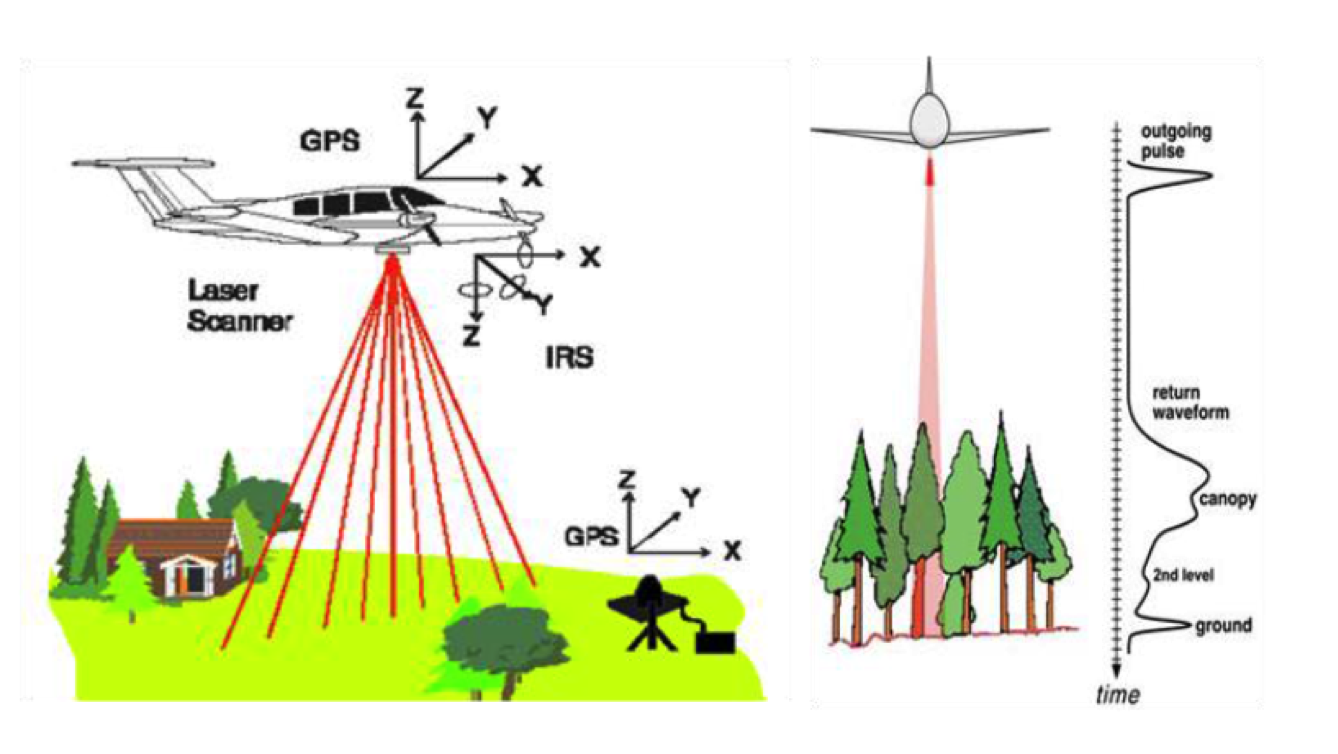 GPS
Z
Y
X
X
Y
Z
Laser
Scanner
IRS
Z
Y
GPS
X
outgoing
pulse
return
waveform
canopy
2nd level
ground
time